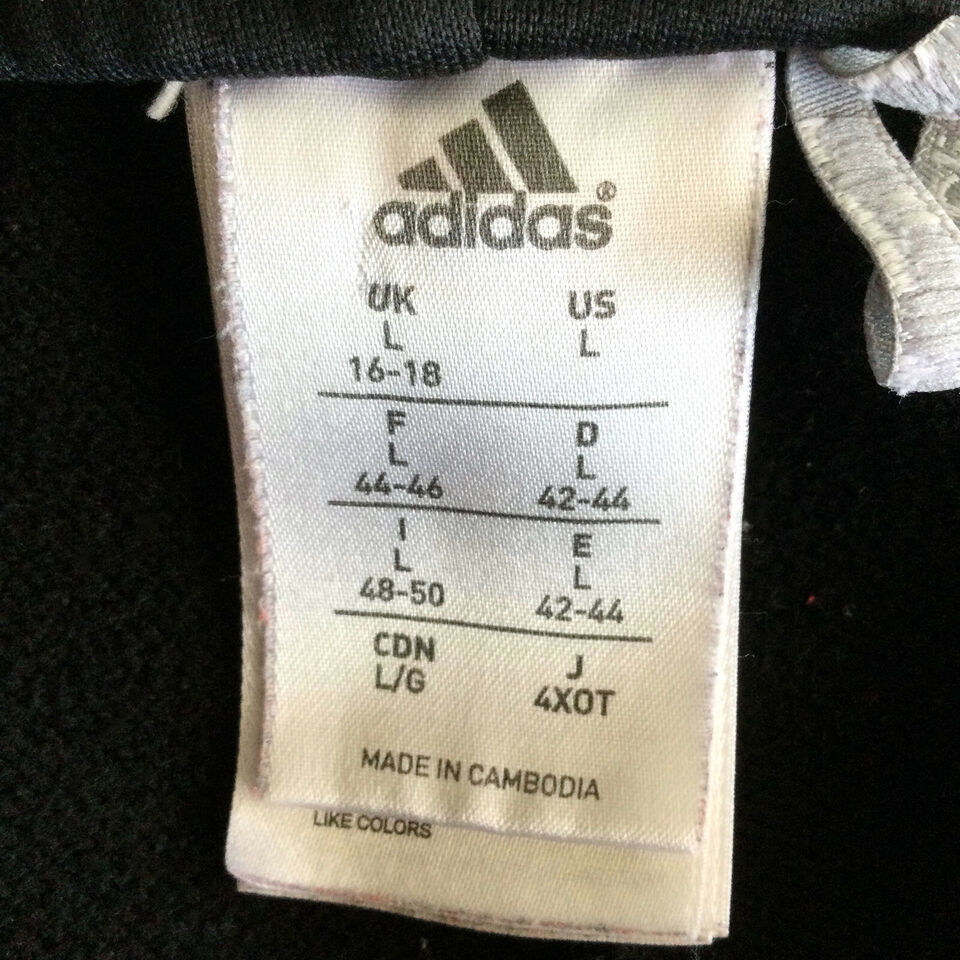 adidas®
UK US
L L
16-18
F D
L L
44-46 42-44
I E
L L
48-50 42-44
CDN J
L/G 4XOT
MADE IN CAMBODIA
LIKE COLORS